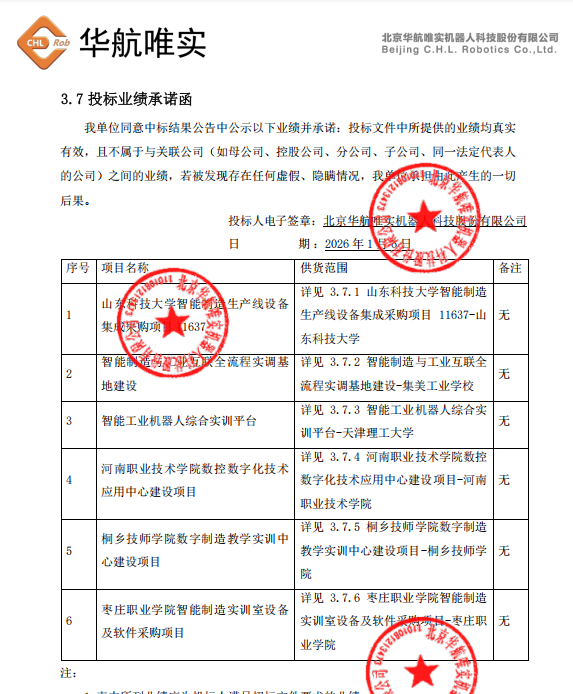 CHL Rob 华航唯实
北京华航唯实机器人科技股份有限公司
Beijing C.H.L. Robotics Co.,Ltd.
3.7 投标业绩承诺函
我单位同意中标结果公告中公示以下业绩并承诺：投标文件中所提供的业绩均真实
有效，且不属于与关联公司（如母公司、控股公司、分公司、子公司、同一法定代表人
的公司）之间的业绩，若被发现存在任何虚假、隐瞒情况，我单位承担由此产生的一切
后果。
投标人电子签章：北京华航唯实机器人科技股份有限公司
日 期：2026年1月 日
序号 项目名称 供货范围 备注
1 山东科技大学智能制造生产线设备集成采购项目 11637- 详见 3.7.1 山东科技大学智能制造
生产线设备集成采购项目 11637-山
东科技大学 无
2 智能制造与工业互联全流程实调基
地建设 详见 3.7.2 智能制造与工业互联全
流程实调基地建设-集美工业学校 无
3 智能工业机器人综合实训平台 详见 3.7.3 智能工业机器人综合实
训平台-天津理工大学 无
4 河南职业技术学院数控数字化技术
应用中心建设项目 详见 3.7.4 河南职业技术学院数控
数字化技术应用中心建设项目-河南
职业技术学院 无
5 桐乡技师学院数字制造教学实训中
心建设项目 详见 3.7.5 桐乡技师学院数字制造
教学实训中心建设项目-桐乡技师学
院 无
6 枣庄职业学院智能制造实训室设备
及软件采购项目 详见 3.7.6 枣庄职业学院智能制造
实训室设备及软件采购项目-枣庄职
业学院 无
注：